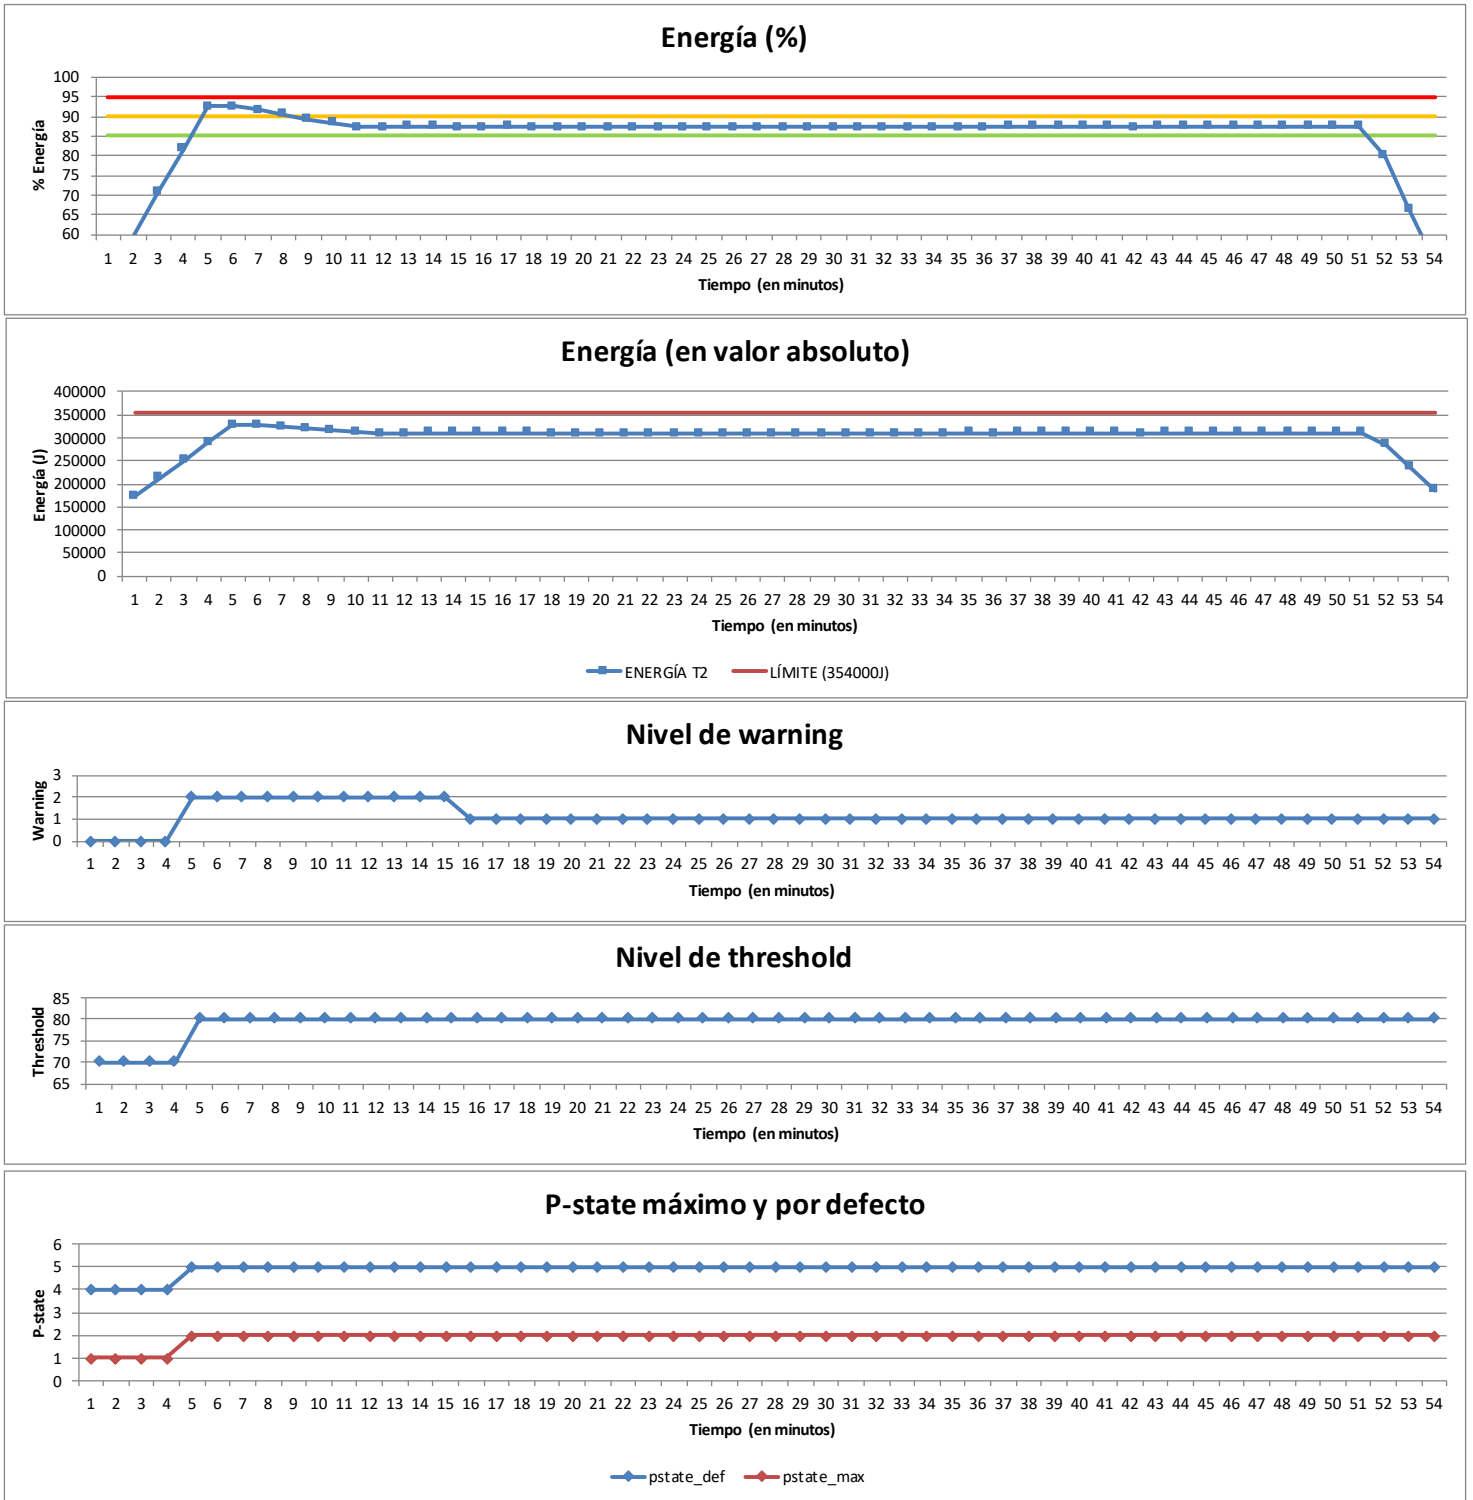 Energía (%)
100
95
90
85
80
75
70
65
60
% Energía
1 2 3 4 5 6 7 8 9 10 11 12 13 14 15 16 17 18 19 20 21 22 23 24 25 26 27 28 29 30 31 32 33 34 35 36 37 38 39 40 41 42 43 44 45 46 47 48 49 50 51 52 53 54
Tiempo (en minutos)
Energía (en valor absoluto)
400000
350000
300000
250000
200000
150000
100000
50000
0
Energía (J)
1 2 3 4 5 6 7 8 9 10 11 12 13 14 15 16 17 18 19 20 21 22 23 24 25 26 27 28 29 30 31 32 33 34 35 36 37 38 39 40 41 42 43 44 45 46 47 48 49 50 51 52 53 54
Tiempo (en minutos)
ENERGÍA T2 LÍMITE (354000J)
Nivel de warning
3
2
1
0
Warning
1 2 3 4 5 6 7 8 9 10 11 12 13 14 15 16 17 18 19 20 21 22 23 24 25 26 27 28 29 30 31 32 33 34 35 36 37 38 39 40 41 42 43 44 45 46 47 48 49 50 51 52 53 54
Tiempo (en minutos)
Nivel de threshold
85
80
75
70
65
Threshold
1 2 3 4 5 6 7 8 9 10 11 12 13 14 15 16 17 18 19 20 21 22 23 24 25 26 27 28 29 30 31 32 33 34 35 36 37 38 39 40 41 42 43 44 45 46 47 48 49 50 51 52 53 54
Tiempo (en minutos)
P-state máximo y por defecto
6
5
4
3
2
1
0
P-state
1 2 3 4 5 6 7 8 9 10 11 12 13 14 15 16 17 18 19 20 21 22 23 24 25 26 27 28 29 30 31 32 33 34 35 36 37 38 39 40 41 42 43 44 45 46 47 48 49 50 51 52 53 54
Tiempo (en minutos)
pstate_def pstate_max